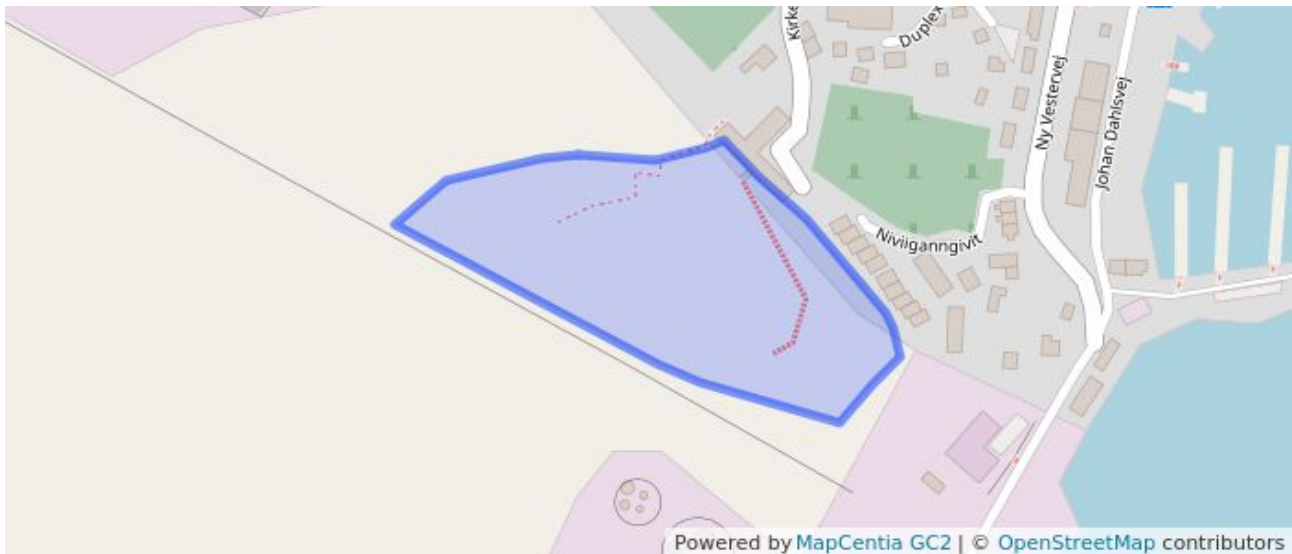 Kirke
Duplex
Ny Vestervej
Johan Dahlsvej
Niviiganngivit
Powered by MapCentia GC2 | © OpenStreetMap contributors